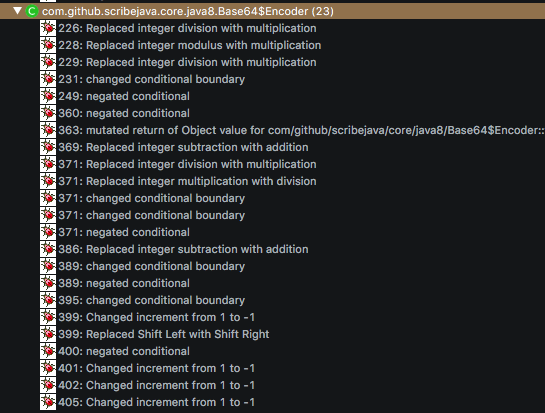 C com.github.scribejava.core.java8.Base64$Encoder (23)
226: Replaced integer division with multiplication
228: Replaced integer modulus with multiplication
229: Replaced integer division with multiplication
231: changed conditional boundary
249: negated conditional
360: negated conditional
363: mutated return of Object value for com/github/scribejava/core/java8/Base64$Encoder::
369: Replaced integer subtraction with addition
371: Replaced integer division with multiplication
371: Replaced integer multiplication with division
371: changed conditional boundary
371: changed conditional boundary
371: negated conditional
386: Replaced integer subtraction with addition
389: changed conditional boundary
389: negated conditional
395: changed conditional boundary
399: Changed increment from 1 to -1
399: Replaced Shift Left with Shift Right
400: negated conditional
401: Changed increment from 1 to -1
402: Changed increment from 1 to -1
405: Changed increment from 1 to -1